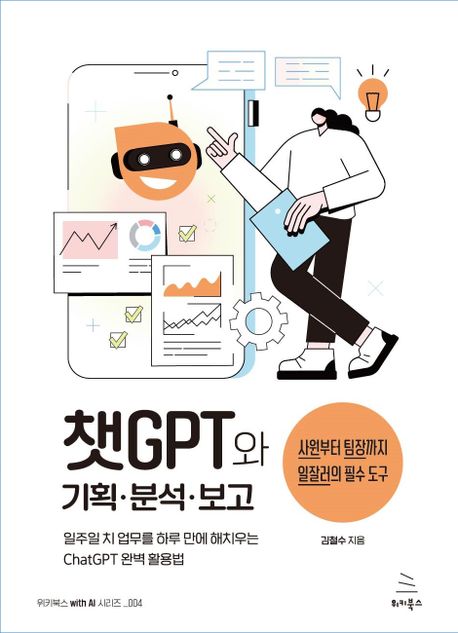 챗GPT와
기획·분석·보고
사원부터 팀장까지
일잘러의 필수 도구
일주일 치 업무를 하루 만에 해치우는
ChatGPT 완벽 활용법
김철수 지음
위키북스 with AI 시리즈 _004
위키북스